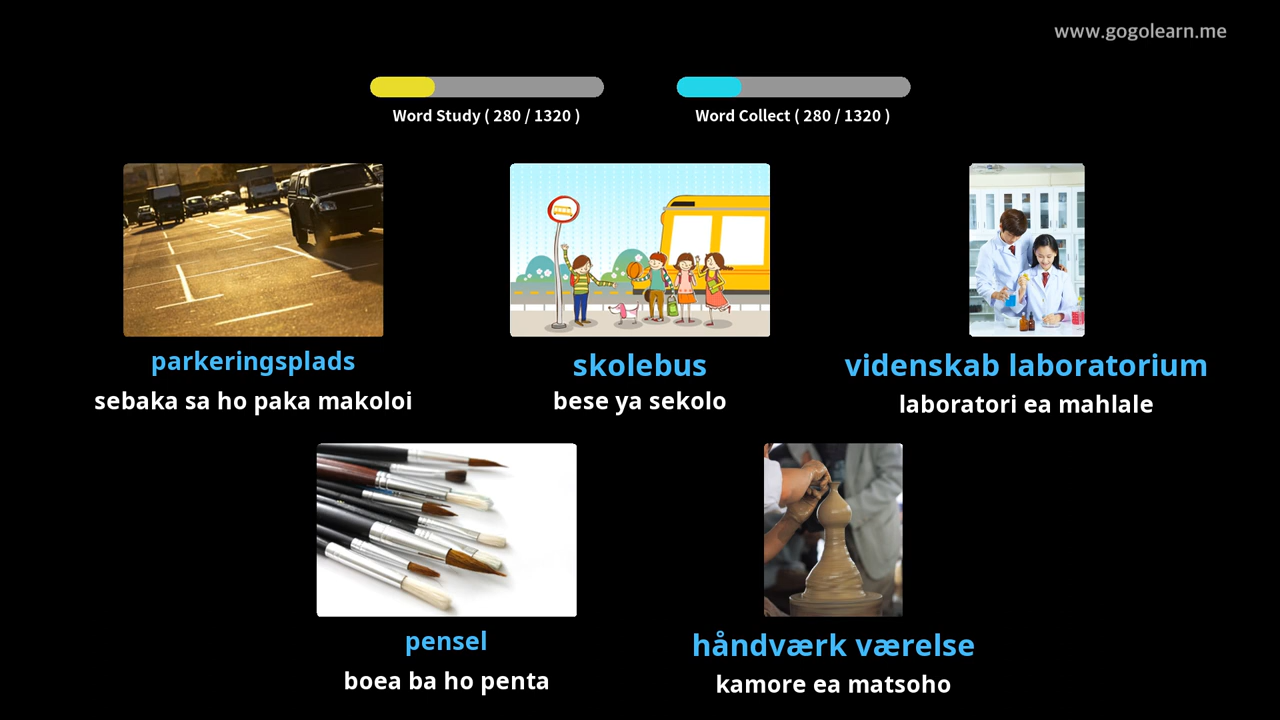 www.gogolearn.me
Word Study ( 280 / 1320 )
Word Collect ( 280 / 1320 )
parkeringsplads
sebaka sa ho paka makoloi
skolebus
bese ya sekolo
videnskab laboratorium
laboratori ea mahlale
pensel
boea ba ho penta
håndværk værelse
kamore ea matsoho